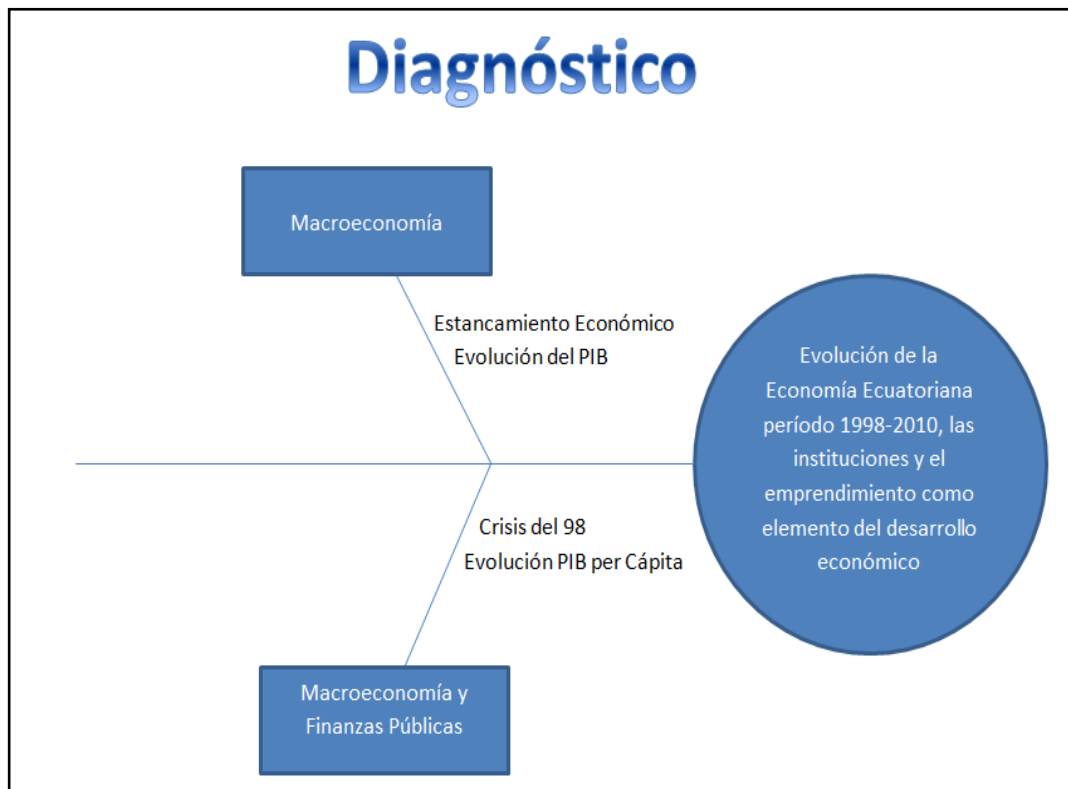 Diagnóstico
Macroeconomía
Estancamiento Económico
Evolución del PIB
Evolución de la
Economía Ecuatoriana
período 1998-2010, las
instituciones y el
emprendimiento como
elemento del desarrollo
económico
Crisis del 98
Evolución PIB per Cápita
Macroeconomía y
Finanzas Públicas